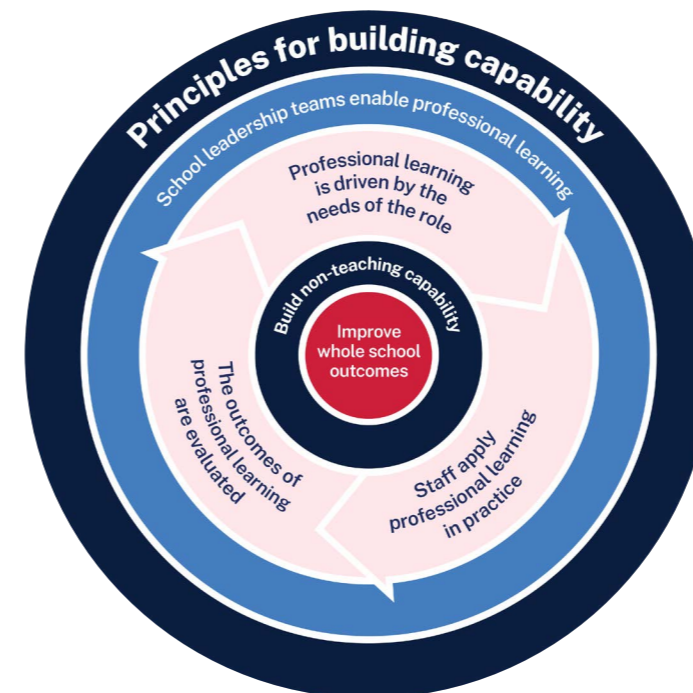 Principles for building capability
School leadership teams enable professional learning
Professional learning
is driven by the
needs of the role
Build non-teaching capability
Improve
whole school
outcomes
Staff apply
professional learning
in practice
The outcomes of
professional learning
are evaluated